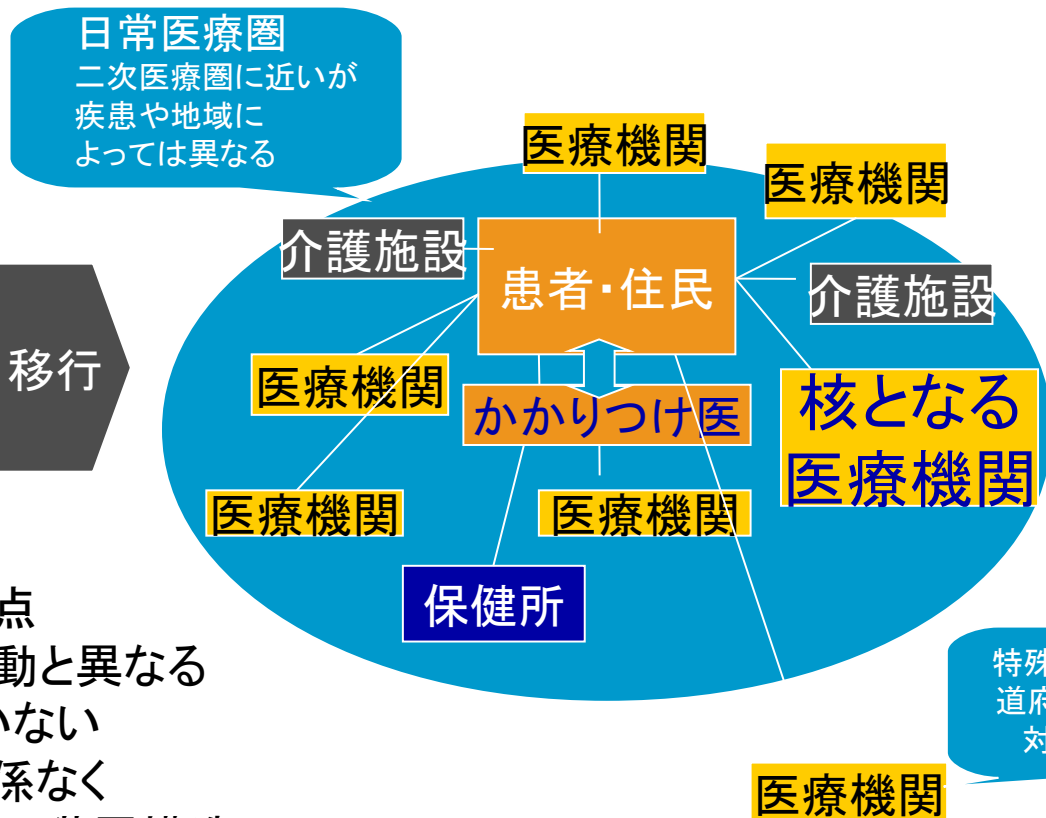 日常医療圏
二次医療圏に近いが
疾患や地域に
よっては異なる
医療機関
医療機関
介護施設
患者・住民
介護施設
移行
医療機関
かかりつけ医
核となる
医療機関
医療機関
医療機関
保健所
点
動と異なる
いない
係なく
特殊
道府
対
医療機関